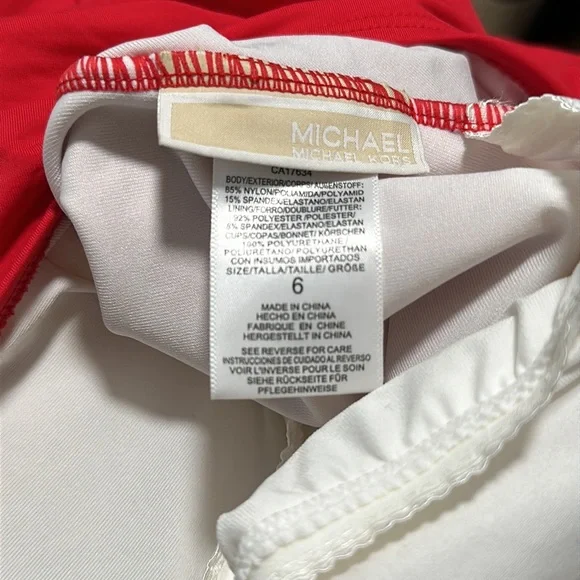 MICHAEL
MICHAEL KORS
CA17634
BODY/EXTERIOR/CORPS/AUßENSTOFF:
85% NYLON/POLIAMIDA/POLYAMID
15% SPANDEX/ELASTANO/ELASTAN
LINING/FORRO/DOUBLURE/FUTTER:
92% POLYESTER/POLIESTER/
8% SPANDEX/ELASTANO/ELASTAN
CUPS/COPAS/BONNET/ KÖRBSCHEN
100% POLYURETHANE/
POLIURETANO/POLYURETHAN
CON INSUMOS IMPORTADOS
SIZE/TALLA/TAILLE/ GRÖßE
6
MADE IN CHINA
HECHO EN CHINA
FABRIQUE EN CHINE
HERGESTELLT IN CHINA
SEE REVERSE FOR CARE
INSTRUCCIONES DE CUIDADO AL REVERSO
VOIR L'INVERSE POUR LE SOIN
SIEHE RÜCKSEITE FÜR
PFLEGEHINWEISE